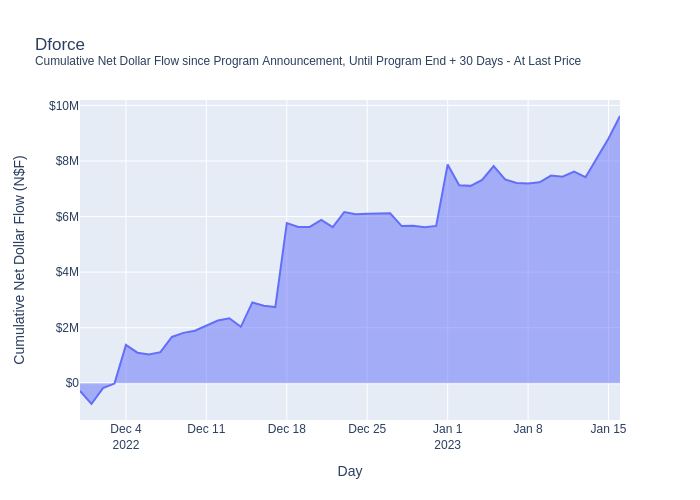 Dforce
Cumulative Net Dollar Flow since Program Announcement, Until Program End + 30 Days - At Last Price
Cumulative Net Dollar Flow (N$F)
$10M
$8M
$6M
$4M
$2M
$0
Dec 4
2022
Dec 11
Dec 18
Dec 25
Jan 1
2023
Jan 8
Jan 15
Day